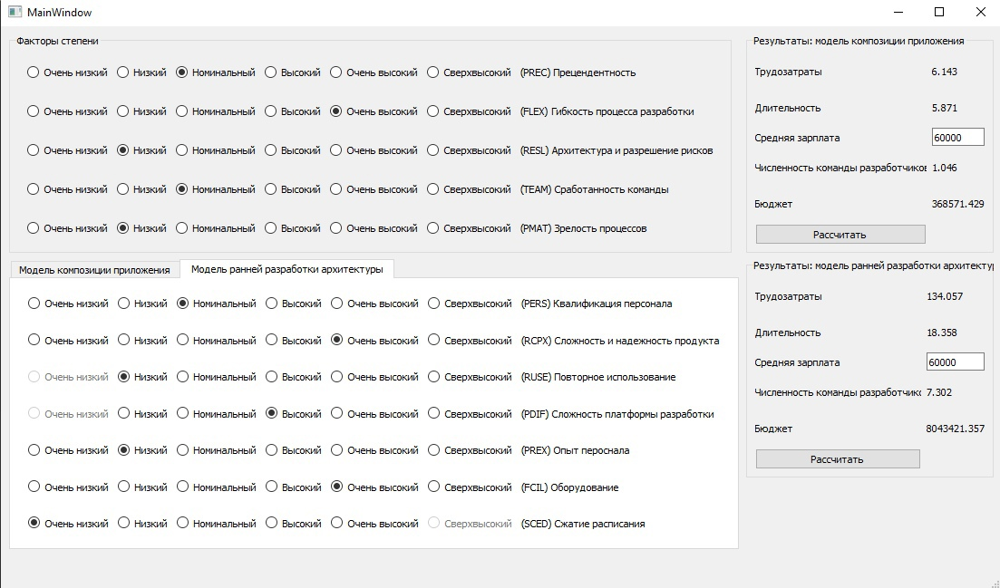 MainWindow
Факторы степени
Очень низкий Низкий Номинальный Высокий Очень высокий Сверхвысокий (PREC) Прецендентность
Очень низкий Низкий Номинальный Высокий Очень высокий Сверхвысокий (FLEX) Гибкость процесса разработки
Очень низкий Низкий Номинальный Высокий Очень высокий Сверхвысокий (RESL) Архитектура и разрешение рисков
Очень низкий Низкий Номинальный Высокий Очень высокий Сверхвысокий (TEAM) Сработанность команды
Очень низкий Низкий Номинальный Высокий Очень высокий Сверхвысокий (PMAT) Зрелость процессов
Модель композиции приложения Модель ранней разработки архитектуры
Очень низкий Низкий Номинальный Высокий Очень высокий Сверхвысокий (PERS) Квалификация персонала
Очень низкий Низкий Номинальный Высокий Очень высокий Сверхвысокий (RCPX) Сложность и надежность продукта
Очень низкий Низкий Номинальный Высокий Очень высокий Сверхвысокий (RUSE) Повторное использование
Очень низкий Низкий Номинальный Высокий Очень высокий Сверхвысокий (PDIF) Сложность платформы разработки
Очень низкий Низкий Номинальный Высокий Очень высокий Сверхвысокий (PREX) Опыт пероснала
Очень низкий Низкий Номинальный Высокий Очень высокий Сверхвысокий (FCIL) Оборудование
Очень низкий Низкий Номинальный Высокий Очень высокий Сверхвысокий (SCED) Сжатие расписания
Результаты: модель композиции приложения
Трудозатраты 6.143
Длительность 5.871
Средняя зарплата 60000
Численность команды разработчиков 1.046
Бюджет 368571.429
Рассчитать
Результаты: модель ранней разработки архитектур
Трудозатраты 134.057
Длительность 18.358
Средняя зарплата 60000
Численность команды разработчик 7.302
Бюджет 8043421.357
Рассчитать